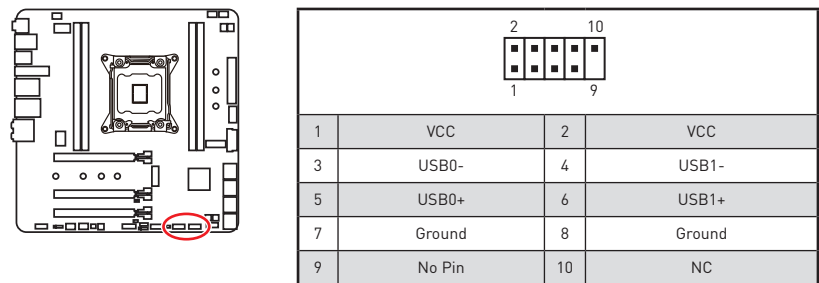 2 10
1 9
1 VCC 2 VCC
3 USB0- 4 USB1-
5 USB0+ 6 USB1+
7 Ground 8 Ground
9 No Pin 10 NC